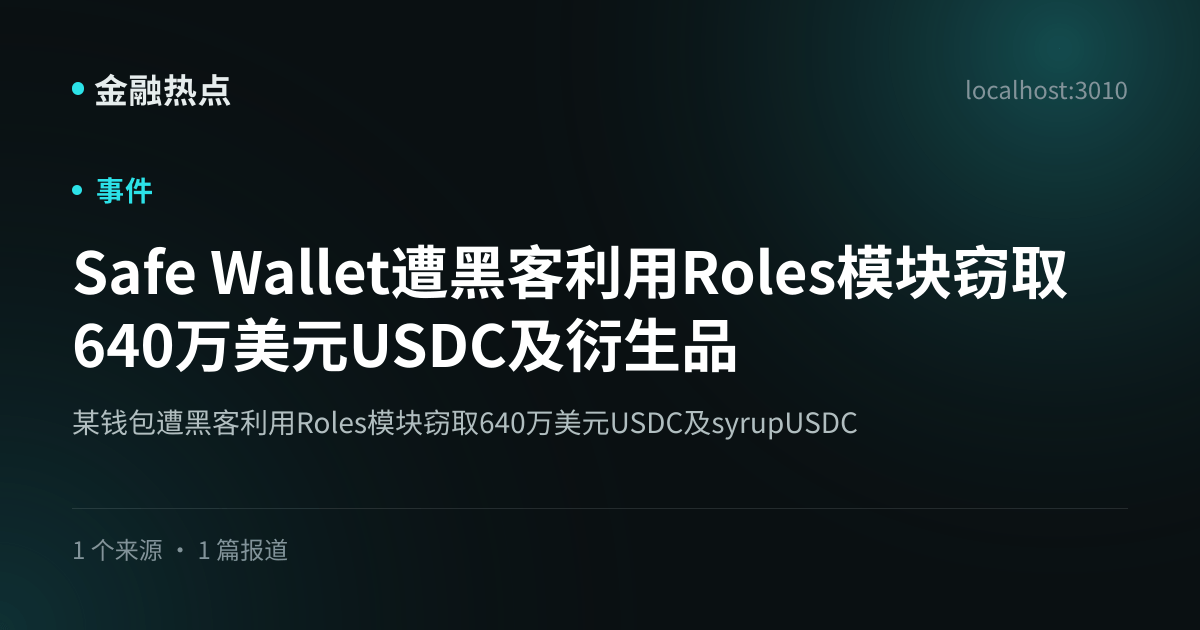 金融热点
localhost:3010
事件
Safe Wallet遭黑客利用Roles模块窃取
640万美元USDC及衍生品
某钱包遭黑客利用Roles模块窃取640万美元USDC及syrupUSDC
1 个来源 · 1 篇报道